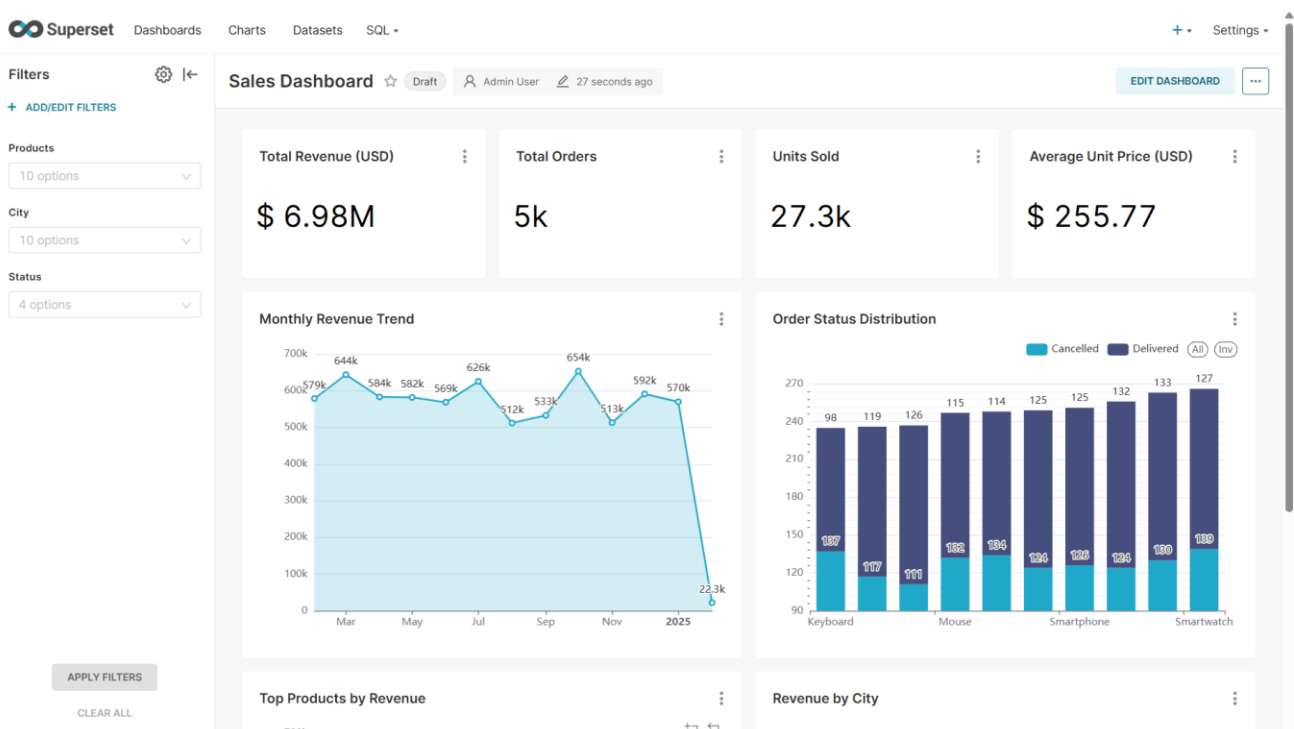 Superset
Dashboards
Charts
Datasets
SQL
+
Settings
Filters
+ ADD/EDIT FILTERS
Products
10 options
City
10 options
Status
4 options
APPLY FILTERS
CLEAR ALL
Sales Dashboard
Draft
Admin User
27 seconds ago
EDIT DASHBOARD
...
Total Revenue (USD)
$ 6.98M
Total Orders
5k
Units Sold
27.3k
Average Unit Price (USD)
$ 255.77
Monthly Revenue Trend
700k
600k
500k
400k
300k
200k
100k
0
579k
644k
584k
582k
569k
626k
512k
533k
654k
513k
592k
570k
22.3k
Mar
May
Jul
Sep
Nov
2025
Order Status Distribution
Cancelled
Delivered
All
Inv
270
240
210
180
150
120
90
98
119
126
115
114
125
125
132
133
127
137
117
111
132
134
124
126
124
130
139
Keyboard
Mouse
Smartphone
Smartwatch
Top Products by Revenue
Revenue by City